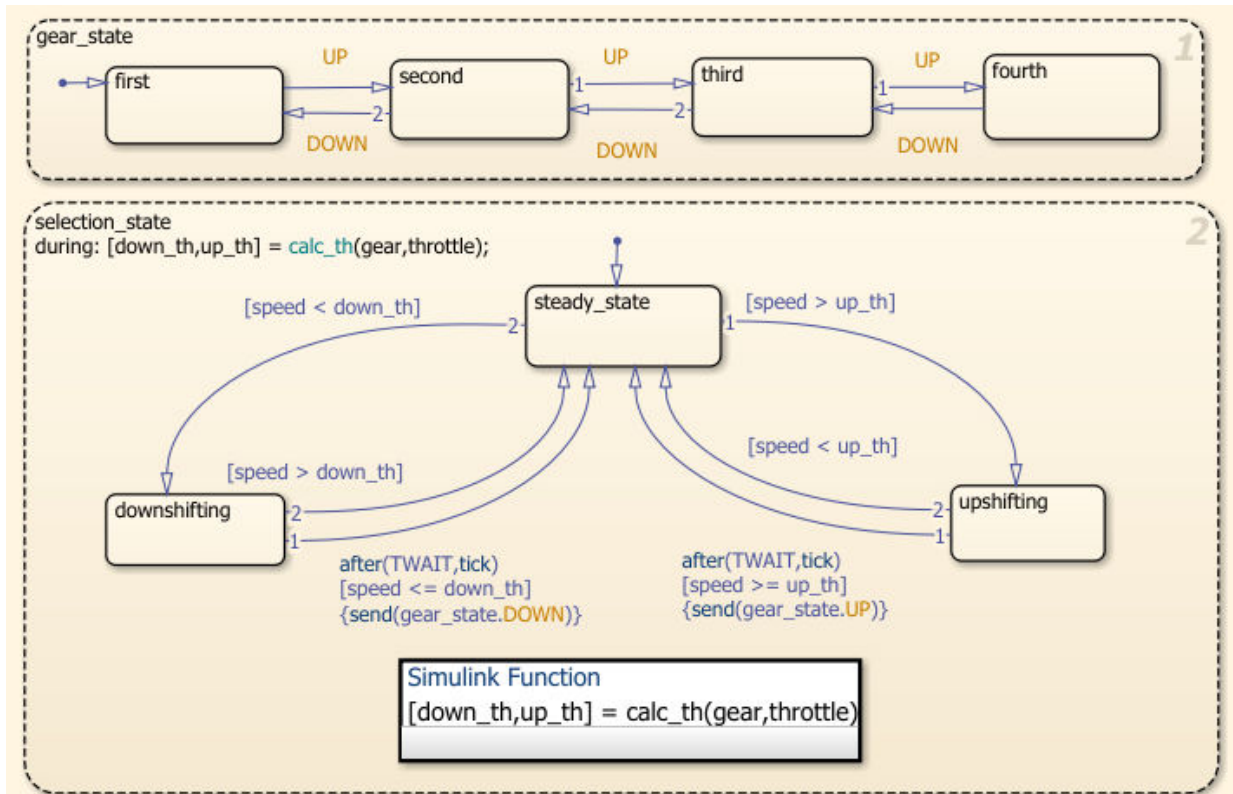 gear_state
1
UP
UP
UP
first
second
third
fourth
1
1
2
2
DOWN
DOWN
DOWN
selection_state
2
during: [down_th,up_th] = calc_th(gear,throttle);
[speed < down_th]
steady_state
[speed > up_th]
2
1
[speed < up_th]
[speed > down_th]
downshifting
upshifting
2
2
1
1
after(TWAIT,tick)
[speed <= down_th]
{send(gear_state.DOWN)}
after(TWAIT,tick)
[speed >= up_th]
{send(gear_state.UP)}
Simulink Function
[down_th,up_th] = calc_th(gear,throttle)